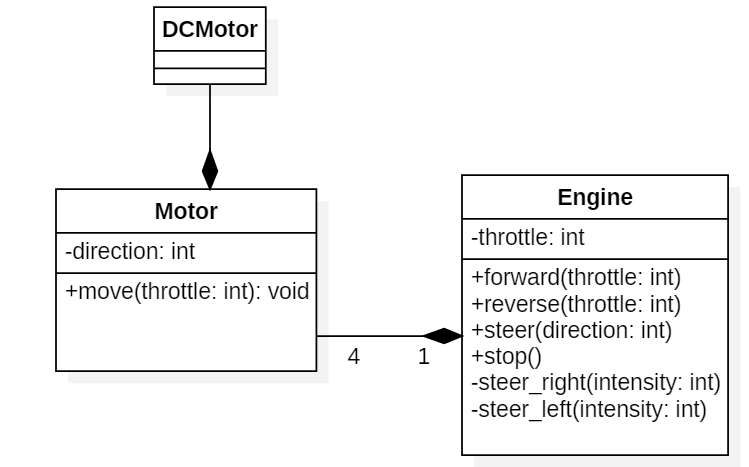 DCMotor
Motor
-direction: int
+move(throttle: int): void
4
1
Engine
-throttle: int
+forward(throttle: int)
+reverse(throttle: int)
+steer(direction: int)
+stop()
-steer_right(intensity: int)
-steer_left(intensity: int)